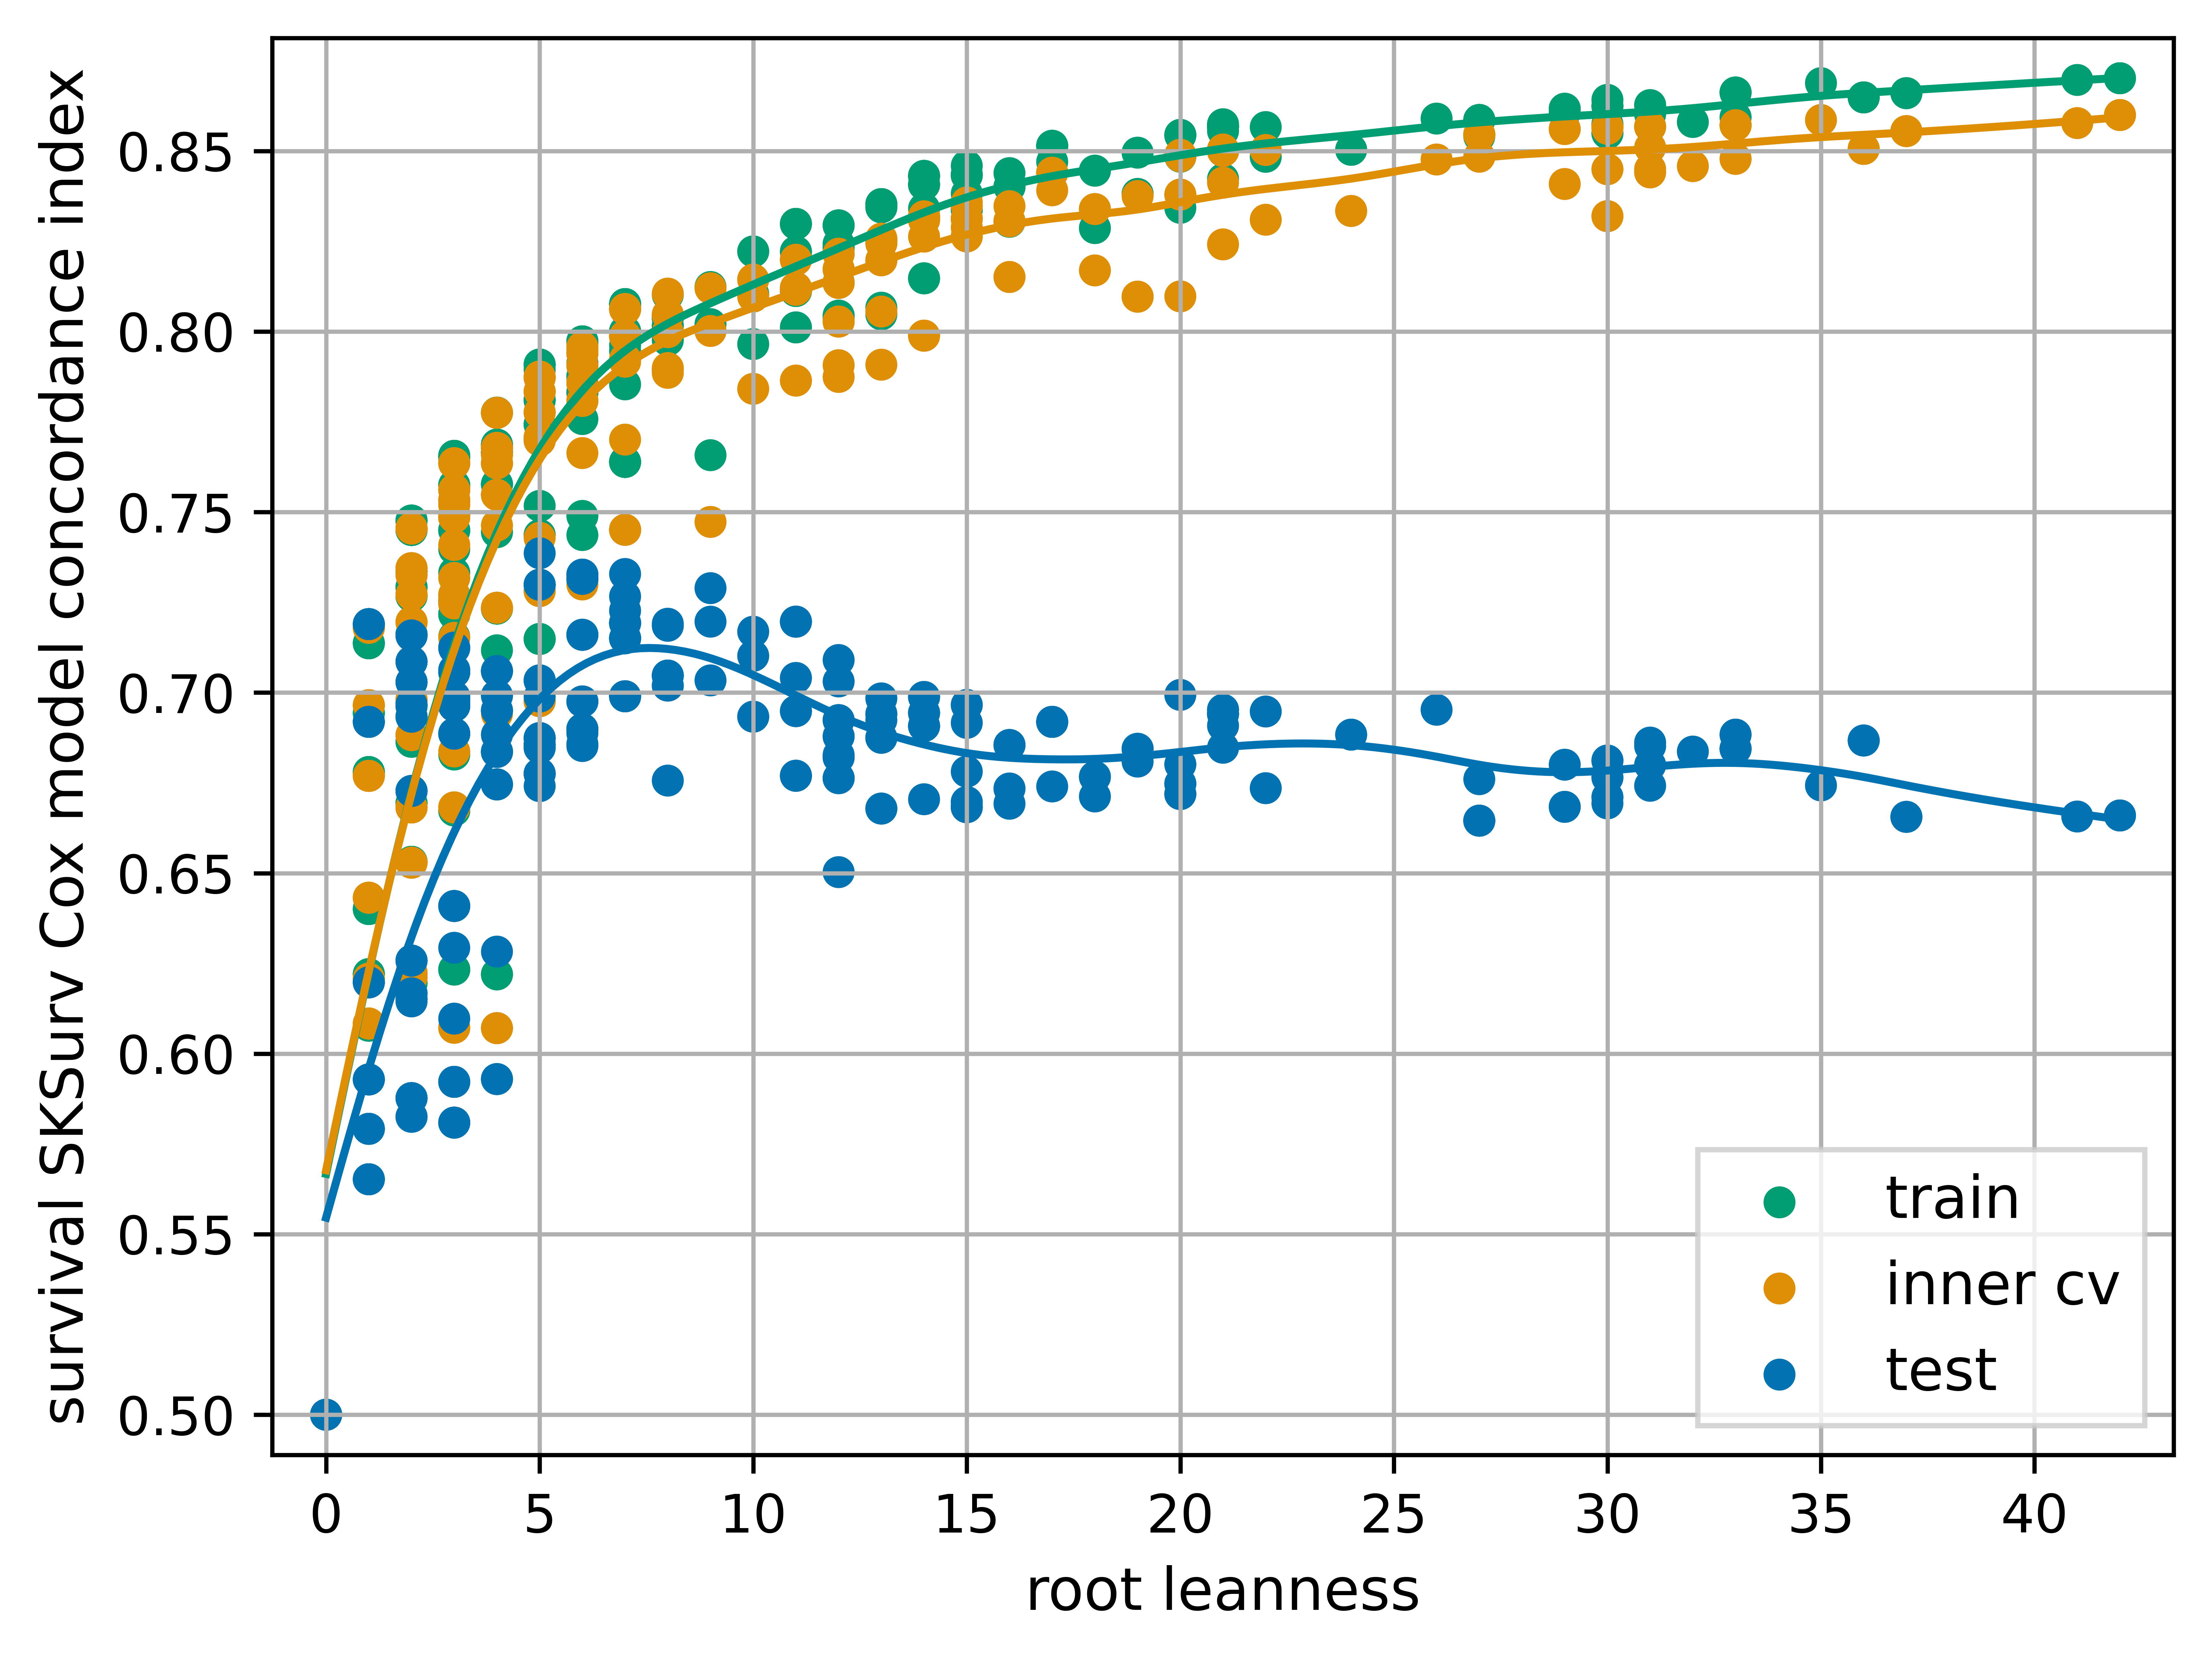 survival SKSurv Cox model concordance index
0.85
0.80
0.75
0.70
0.65
0.60
0.55
0.50
0 5 10 15 20 25 30 35 40
root leanness
train
inner cv
test